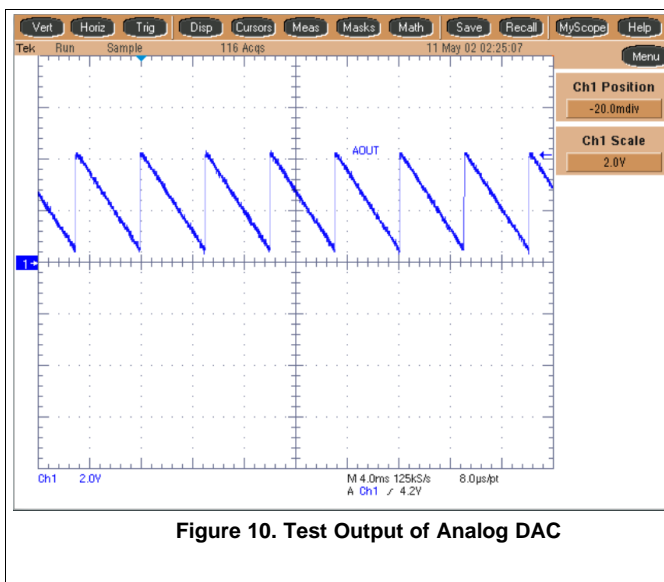 Vert Horiz Trig Disp Cursors Meas Masks Math Save Recall MyScope Help
Tek Run Sample 116 Acqs 11 May 02 02:25:07
Menu
Ch1 Position
-20.0mdiv
Ch1 Scale
2.0V
AOUT
1
Ch1 2.0V M 4.0ms 125kS/s 8.0µs/pt
A Ch1 ∕ 4.2V
Figure 10. Test Output of Analog DAC